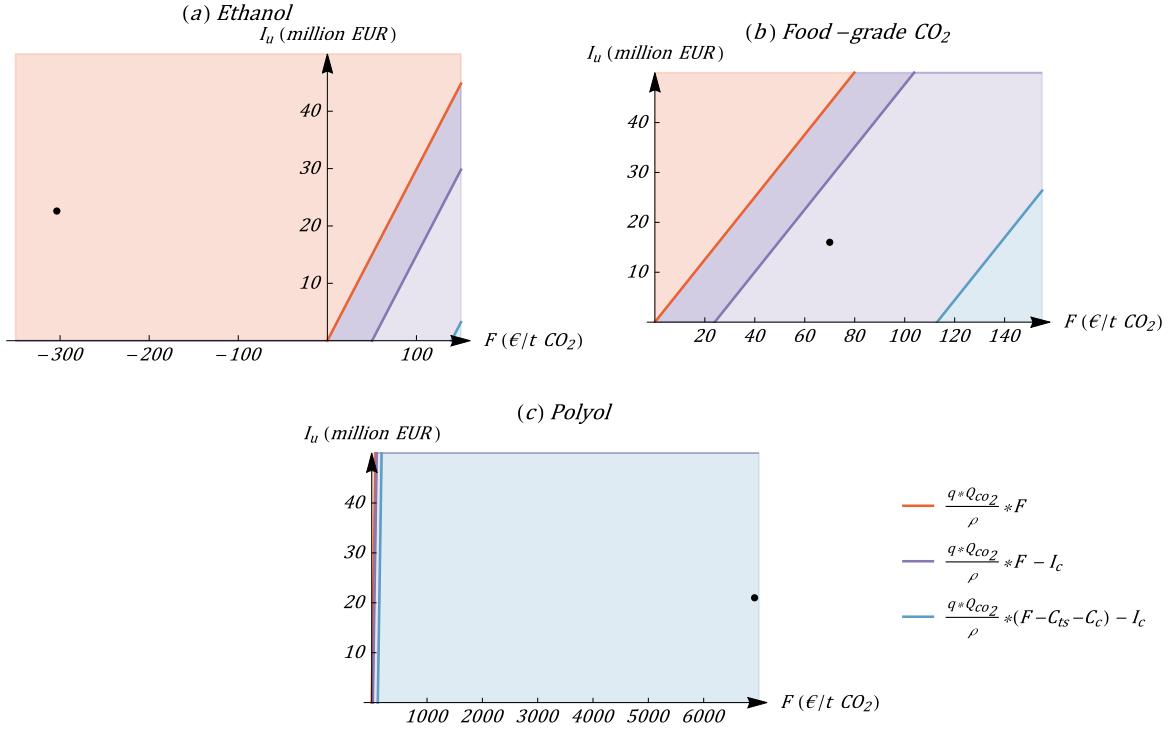 (a) Ethanol
I_u (million EUR)
40
30
20
10
−300 −200 −100 100
F (€/t CO₂)
(b) Food −grade CO₂
I_u (million EUR)
40
30
20
10
20 40 60 80 100 120 140
F (€/t CO₂)
(c) Polyol
I_u (million EUR)
40
30
20
10
1000 2000 3000 4000 5000 6000
F (€/t CO₂)
q*Q_co₂
ρ
*F
q*Q_co₂
ρ
*F − I_c
q*Q_co₂
ρ
*(F−C_ts−C_c) − I_c